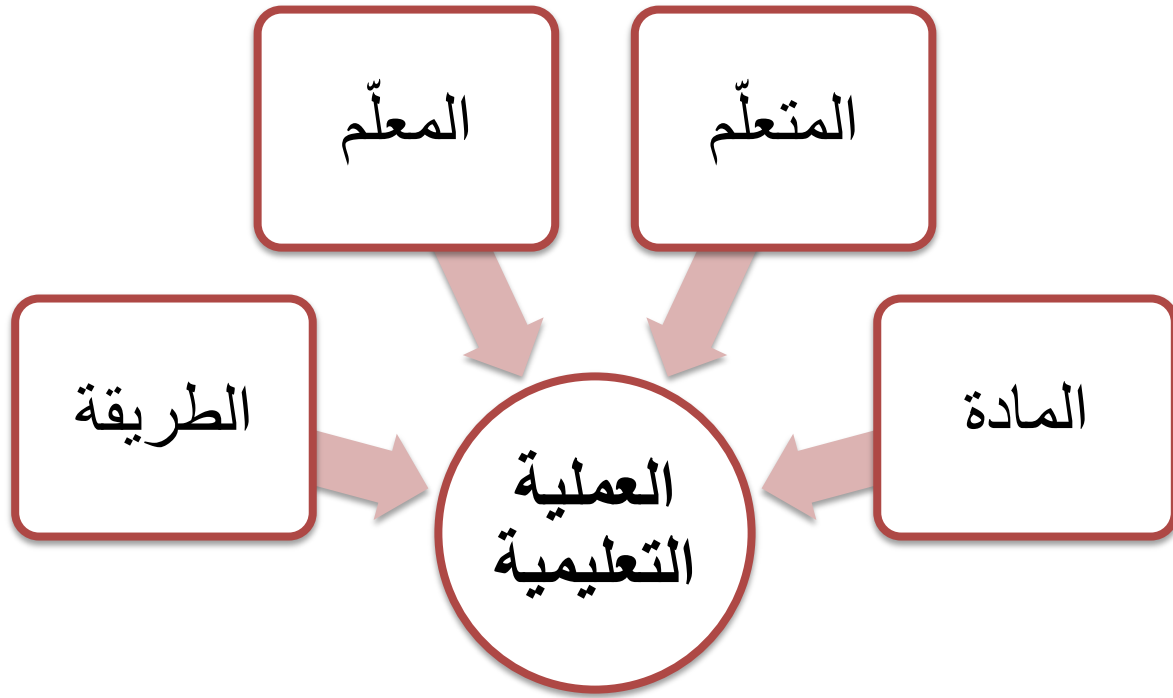 المتعلّم
المعلّم
المادة
الطريقة
العملية
التعليمية